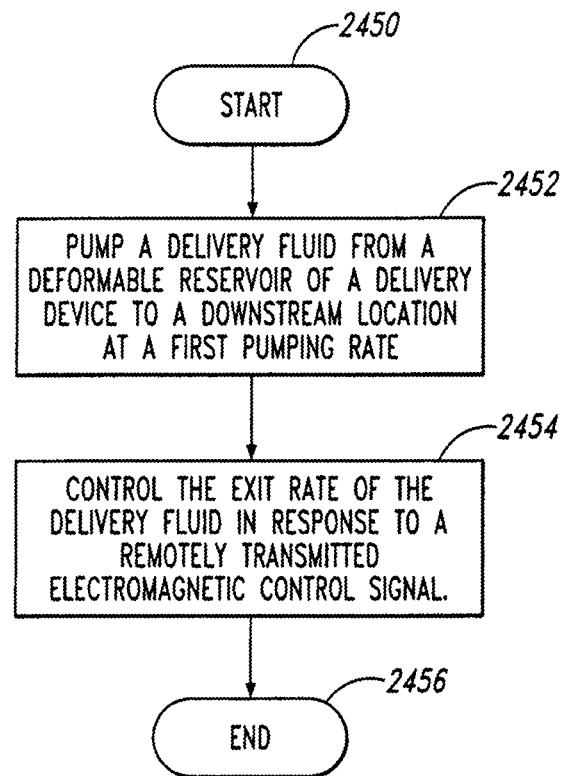 2450
START
2452
PUMP A DELIVERY FLUID FROM A
DEFORMABLE RESERVOIR OF A DELIVERY
DEVICE TO A DOWNSTREAM LOCATION
AT A FIRST PUMPING RATE
2454
CONTROL THE EXIT RATE OF THE
DELIVERY FLUID IN RESPONSE TO A
REMOTELY TRANSMITTED
ELECTROMAGNETIC CONTROL SIGNAL.
2456
END